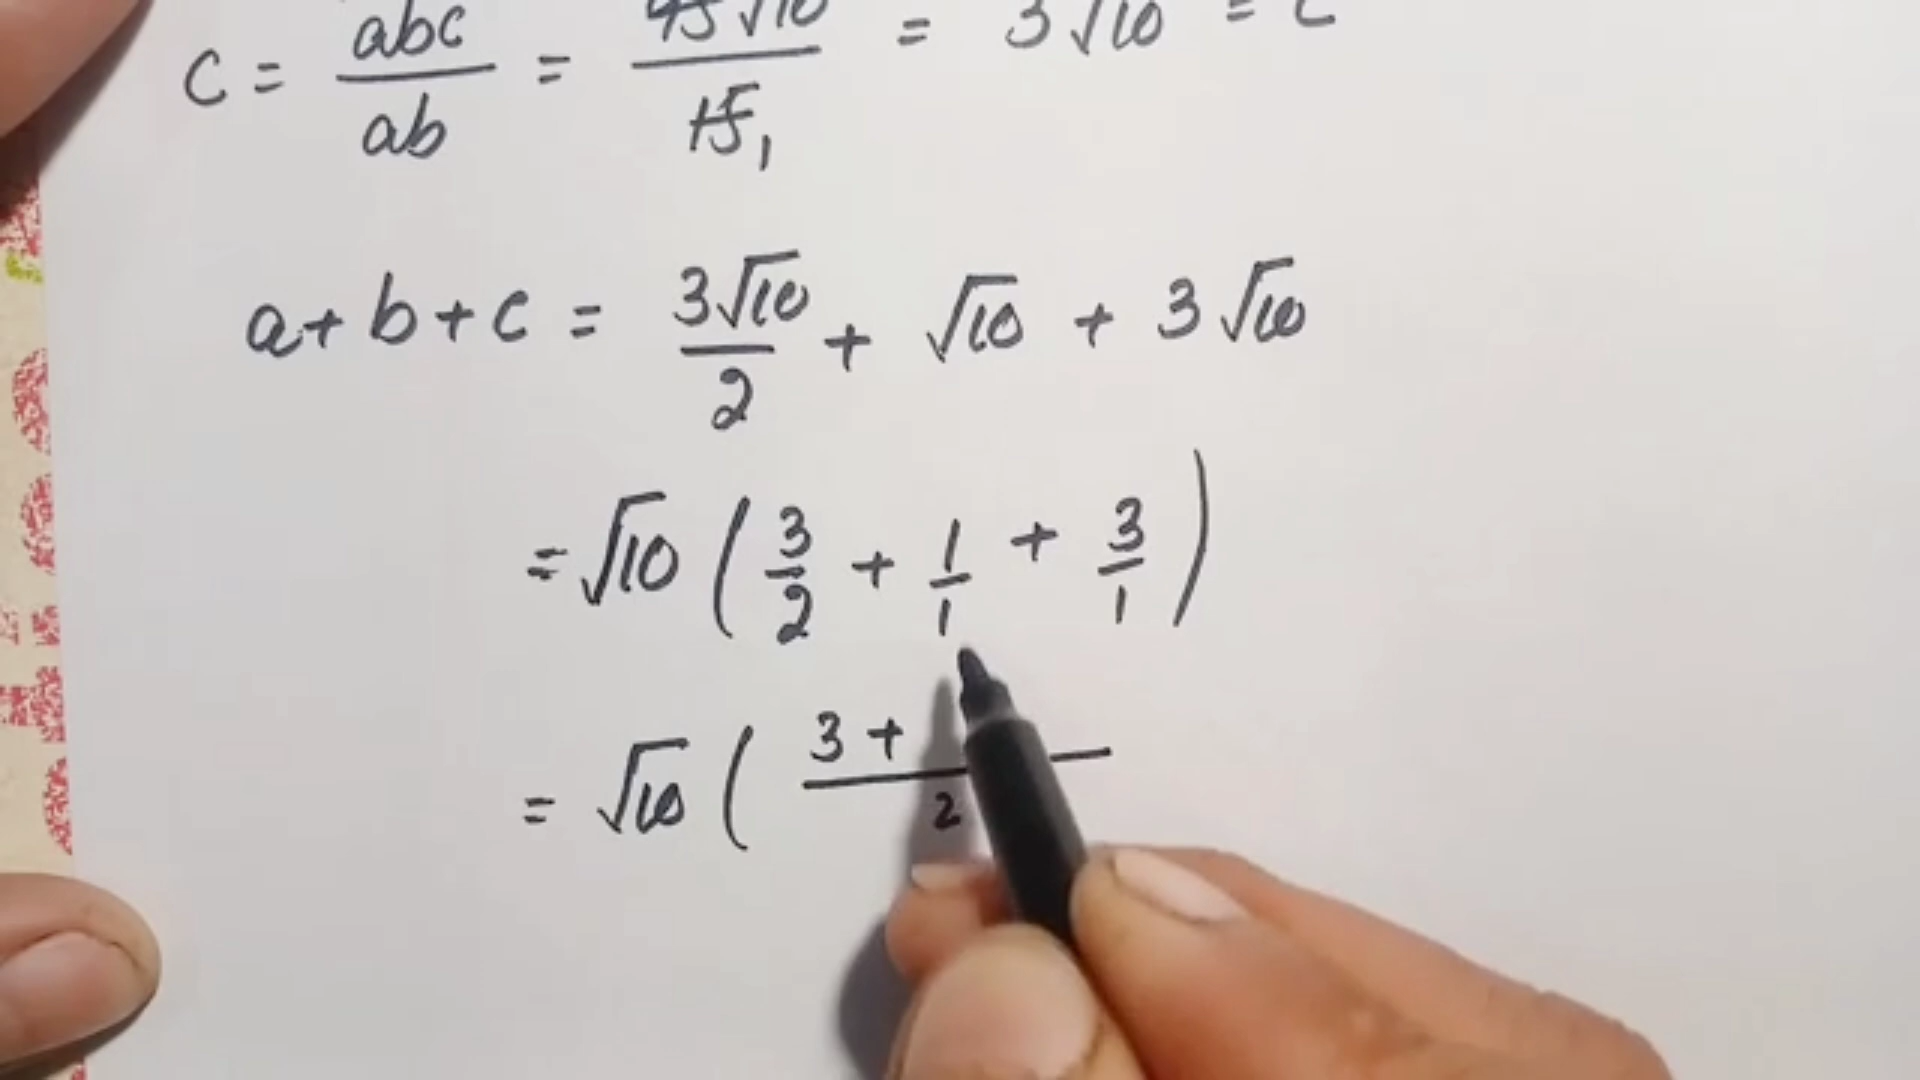 c = abc/ab = 45√10/15 1 = 3√10 = c
a + b + c = 3√10/2 + √10 + 3√10
= √10 ( 3/2 + 1/1 + 3/1 )
= √10 ( 3 + /2